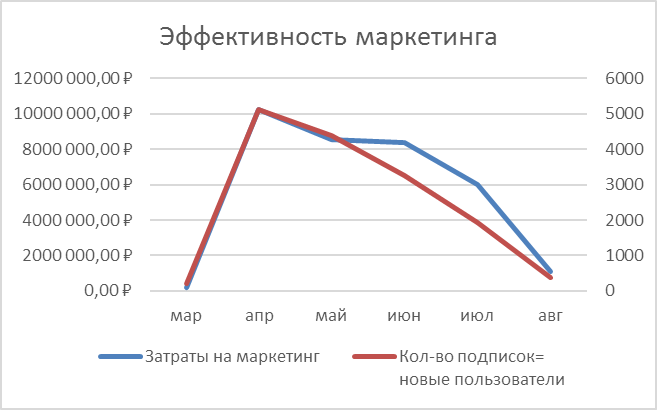 Эффективность маркетинга
12000 000,00 ₽
6000
10000 000,00 ₽
5000
8000 000,00 ₽
4000
6000 000,00 ₽
3000
4000 000,00 ₽
2000
2000 000,00 ₽
1000
0,00 ₽
0
мар апр май июн июл авг
Затраты на маркетинг
Кол-во подписок=
новые пользователи